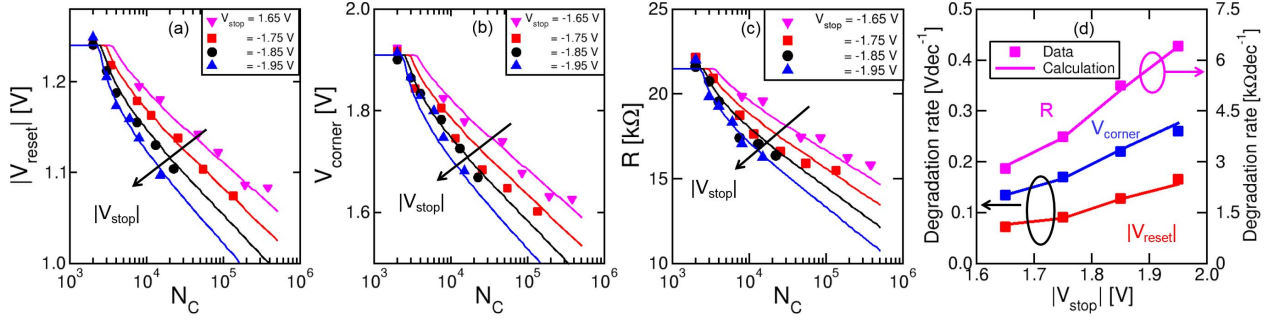 (a)
V_stop = 1.65 V
= -1.75 V
= -1.85 V
= -1.95 V
|V_reset| [V]
1.2
1.1
1.0
|V_stop|
10^3 10^4 10^5 10^6
N_C
(b)
V_stop = -1.65 V
= -1.75 V
= -1.85 V
= -1.95 V
V_corner [V]
2.0
1.8
1.6
|V_stop|
10^3 10^4 10^5 10^6
N_C
(c)
V_stop = -1.65 V
= -1.75 V
= -1.85 V
= -1.95 V
R [kΩ]
25
22
19
16
13
10
|V_stop|
10^3 10^4 10^5 10^6
N_C
(d)
Data
Calculation
R
V_corner
|V_reset|
Degradation rate [Vdec^-1]
0.5
0.4
0.3
0.2
0.1
0.0
Degradation rate [kΩdec^-1]
7.5
6
4.5
3
1.5
0
1.6 1.7 1.8 1.9 2.0
|V_stop| [V]